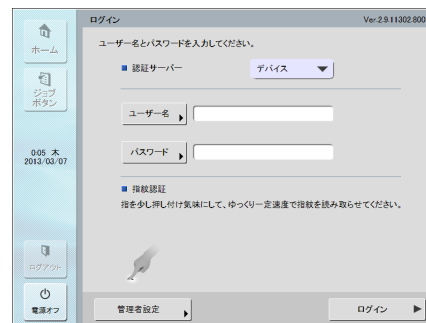 ログイン
Ver.2.9.11302.800
ホーム
ユーザー名とパスワードを入力してください。
認証サーバー
デバイス
ジョブ
ボタン
ユーザー名
パスワード
0:05 木
2013/03/07
指紋認証
指を少し押し付け気味にして、ゆっくり一定速度で指紋を読み取らせてください。
ログアウト
電源オフ
管理者設定
ログイン